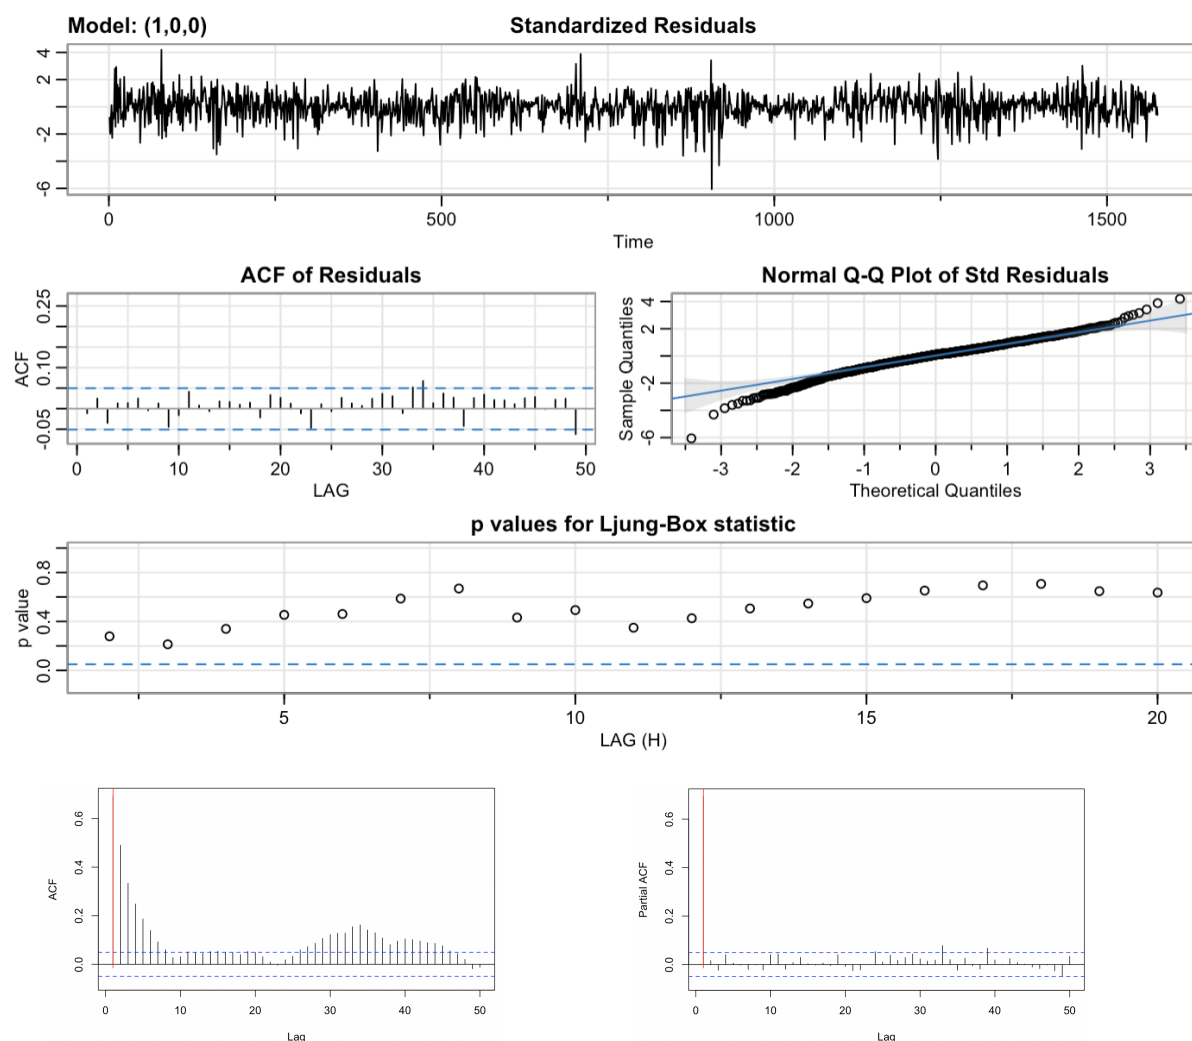 Model: (1,0,0) Standardized Residuals
4
2
-2
-6
0 500 1000 1500
Time
ACF of Residuals
ACF
0.25
0.10
-0.05
0 10 20 30 40 50
LAG
Normal Q-Q Plot of Std Residuals
Sample Quantiles
4
2
-2
-6
-3 -2 -1 0 1 2 3
Theoretical Quantiles
p values for Ljung-Box statistic
p value
0.8
0.4
0.0
5 10 15 20
LAG (H)
ACF
0.6
0.4
0.2
0.0
0 10 20 30 40 50
Lag
Partial ACF
0.6
0.4
0.2
0.0
0 10 20 30 40 50
Lag